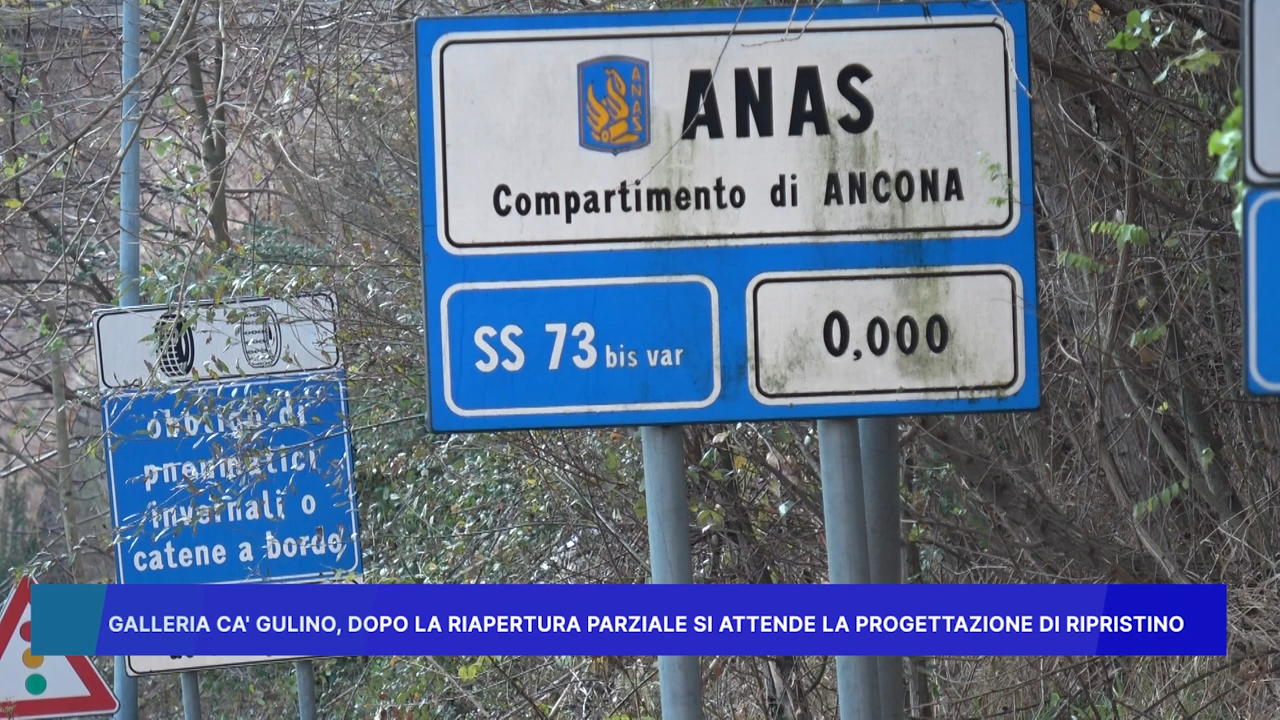 ANAS
ANAS
Compartimento di ANCONA
SS 73 bis var
0,000
obbligo di
pneumatici
invernali o
catene a bordo
GALLERIA CA' GULINO, DOPO LA RIAPERTURA PARZIALE SI ATTENDE LA PROGETTAZIONE DI RIPRISTINO